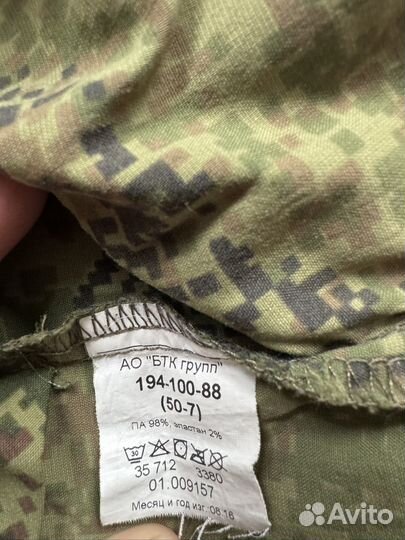 АО "БТК групп"
194-100-88
(50-7)
ПА 98%, эластан 2%
30
35 712 3380
01.009157
Месяц и год изг. 08.16
Avito